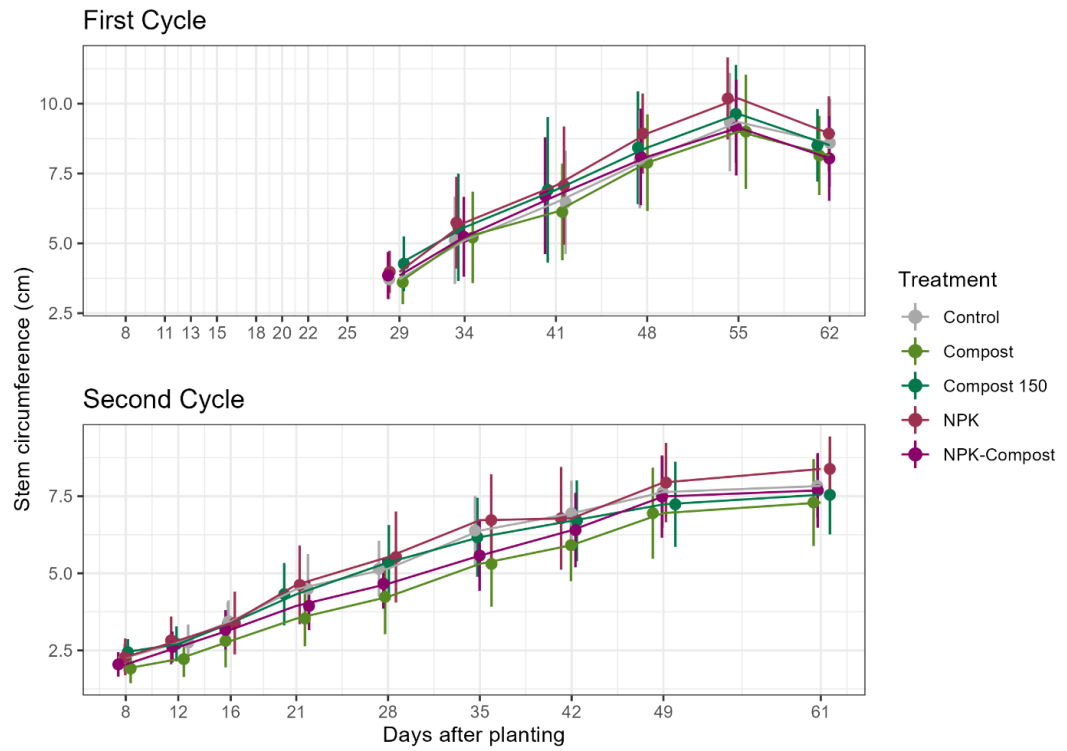 First Cycle
10.0
7.5
5.0
2.5
8 11 13 15 18 20 22 25 29 34 41 48 55 62
Stem circumference (cm)
Second Cycle
7.5
5.0
2.5
8 12 16 21 28 35 42 49 61
Days after planting
Treatment
Control
Compost
Compost 150
NPK
NPK-Compost